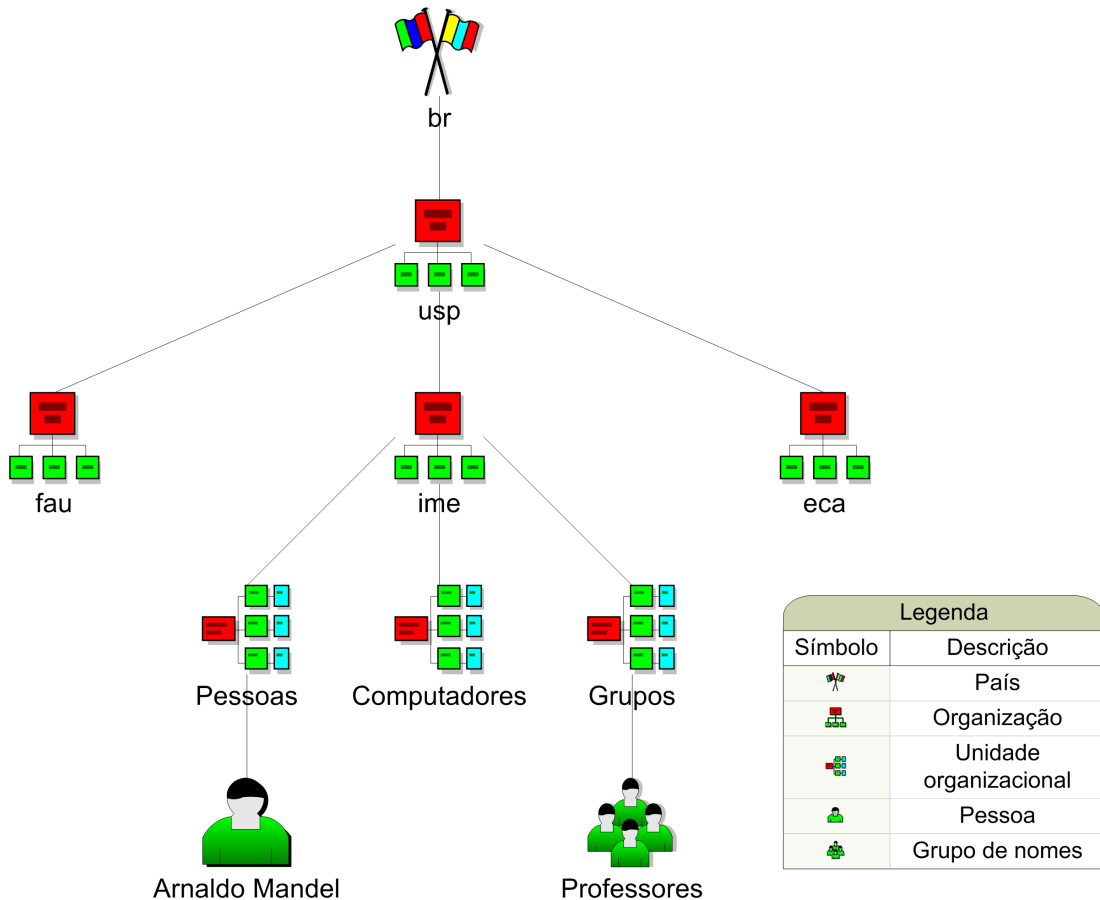 br
usp
fau
ime
eca
Pessoas
Computadores
Grupos
Arnaldo Mandel
Professores
Legenda
Símbolo Descrição
País
Organização
Unidade
organizacional
Pessoa
Grupo de nomes